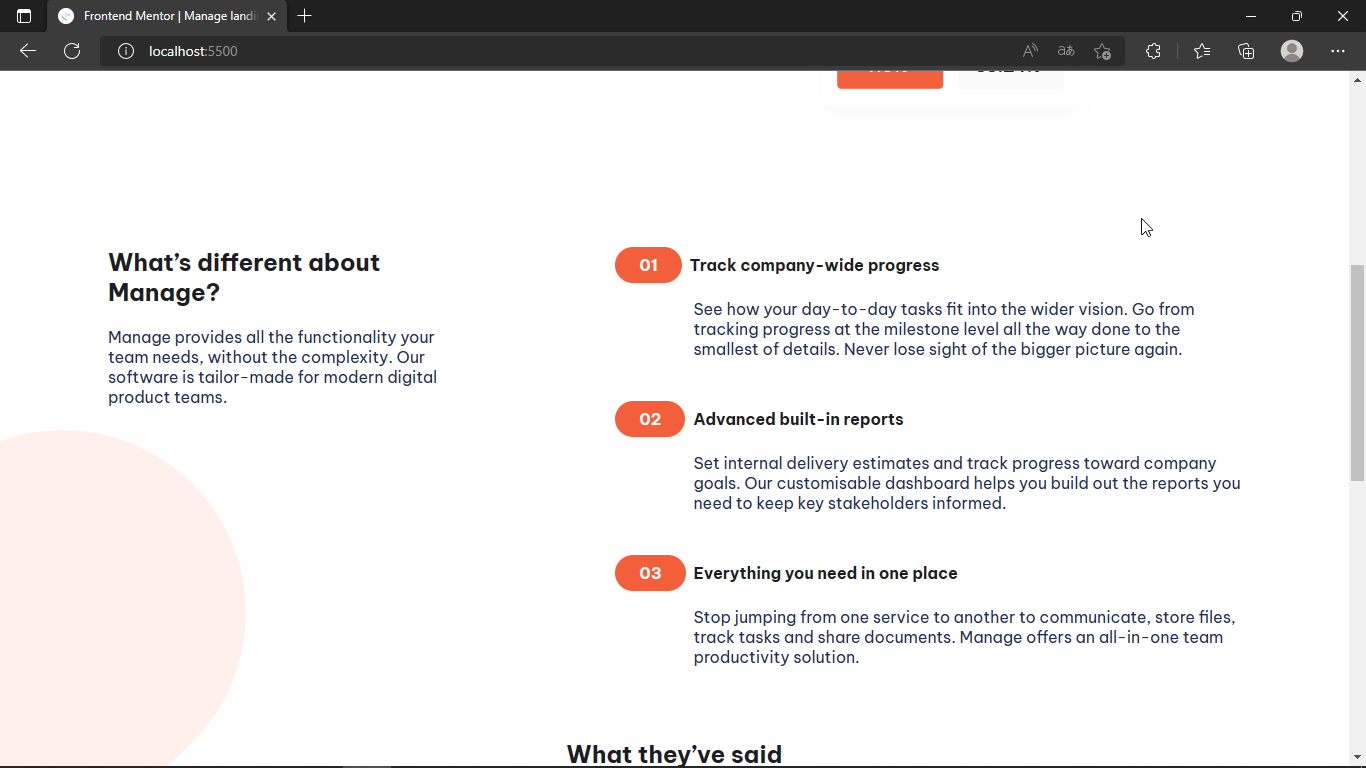 Frontend Mentor | Manage landi
localhost:5500
What's different about
Manage?
Manage provides all the functionality your
team needs, without the complexity. Our
software is tailor-made for modern digital
product teams.
01 Track company-wide progress
See how your day-to-day tasks fit into the wider vision. Go from
tracking progress at the milestone level all the way done to the
smallest of details. Never lose sight of the bigger picture again.
02 Advanced built-in reports
Set internal delivery estimates and track progress toward company
goals. Our customisable dashboard helps you build out the reports you
need to keep key stakeholders informed.
03 Everything you need in one place
Stop jumping from one service to another to communicate, store files,
track tasks and share documents. Manage offers an all-in-one team
productivity solution.
What they've said